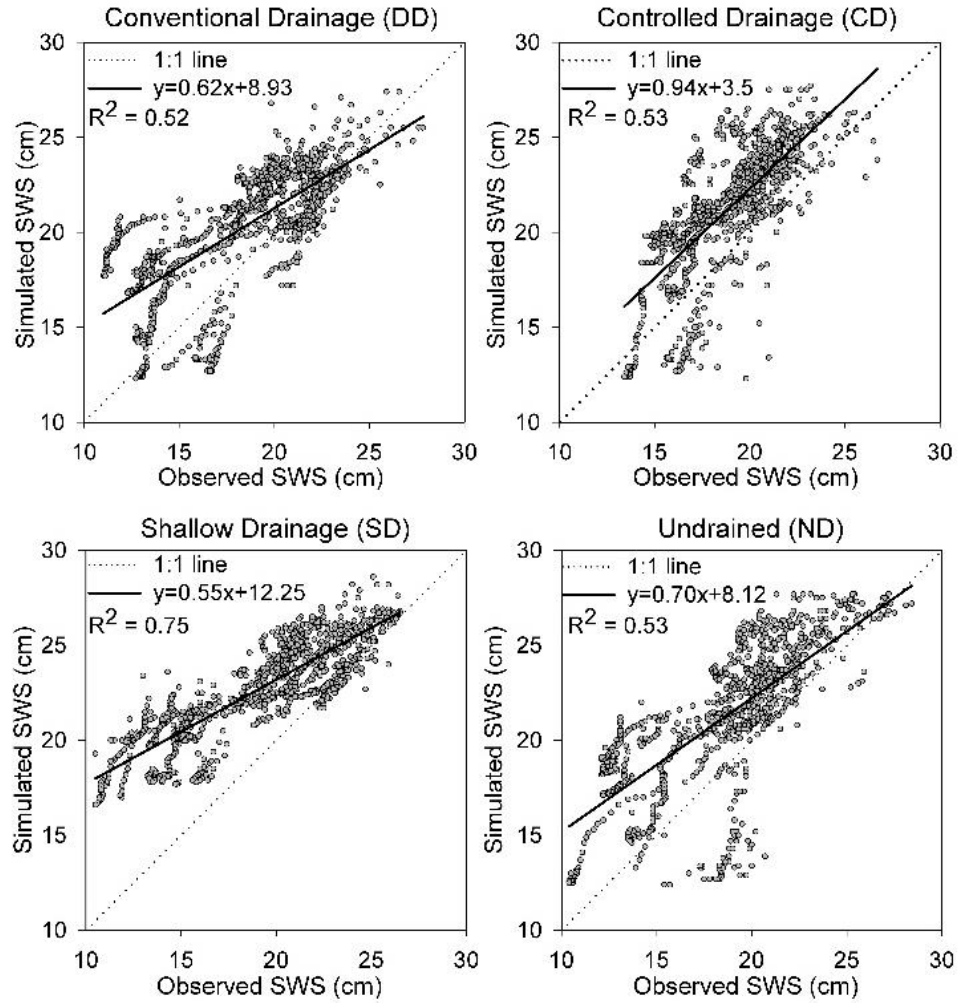 Conventional Drainage (DD)
30
25
20
15
10
Simulated SWS (cm)
1:1 line
y=0.62x+8.93
R² = 0.52
10 15 20 25 30
Observed SWS (cm)
Controlled Drainage (CD)
30
25
20
15
10
Simulated SWS (cm)
1:1 line
y=0.94x+3.5
R² = 0.53
10 15 20 25 30
Observed SWS (cm)
Shallow Drainage (SD)
30
25
20
15
10
Simulated SWS (cm)
1:1 line
y=0.55x+12.25
R² = 0.75
10 15 20 25 30
Observed SWS (cm)
Undrained (ND)
30
25
20
15
10
Simulated SWS (cm)
1:1 line
y=0.70x+8.12
R² = 0.53
10 15 20 25 30
Observed SWS (cm)